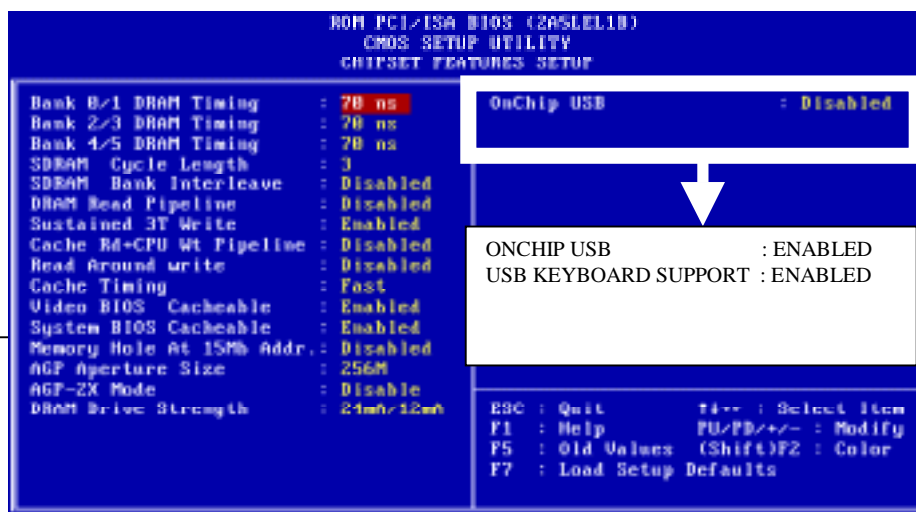 ROM PCI/ISA BIOS (2A5LEL1B)
CMOS SETUP UTILITY
CHIPSET FEATURES SETUP
Bank 0/1 DRAM Timing : 70 ns
Bank 2/3 DRAM Timing : 70 ns
Bank 4/5 DRAM Timing : 70 ns
SDRAM Cycle Length : 3
SDRAM Bank Interleave : Disabled
DRAM Read Pipeline : Disabled
Sustained 3T Write : Enabled
Cache Rd+CPU Wt Pipeline : Disabled
Read Around write : Disabled
Cache Timing : Fast
Video BIOS Cacheable : Enabled
System BIOS Cacheable : Enabled
Memory Hole At 15Mb Addr.: Disabled
AGP Aperture Size : 256M
AGP-2X Mode : Disable
DRAM Drive Strength : 24mA/12mA
OnChip USB : Disabled
ONCHIP USB : ENABLED
USB KEYBOARD SUPPORT : ENABLED
ESC : Quit ↑↓→← : Select Item
F1 : Help PU/PD/+/- : Modify
F5 : Old Values (Shift)F2 : Color
F7 : Load Setup Defaults